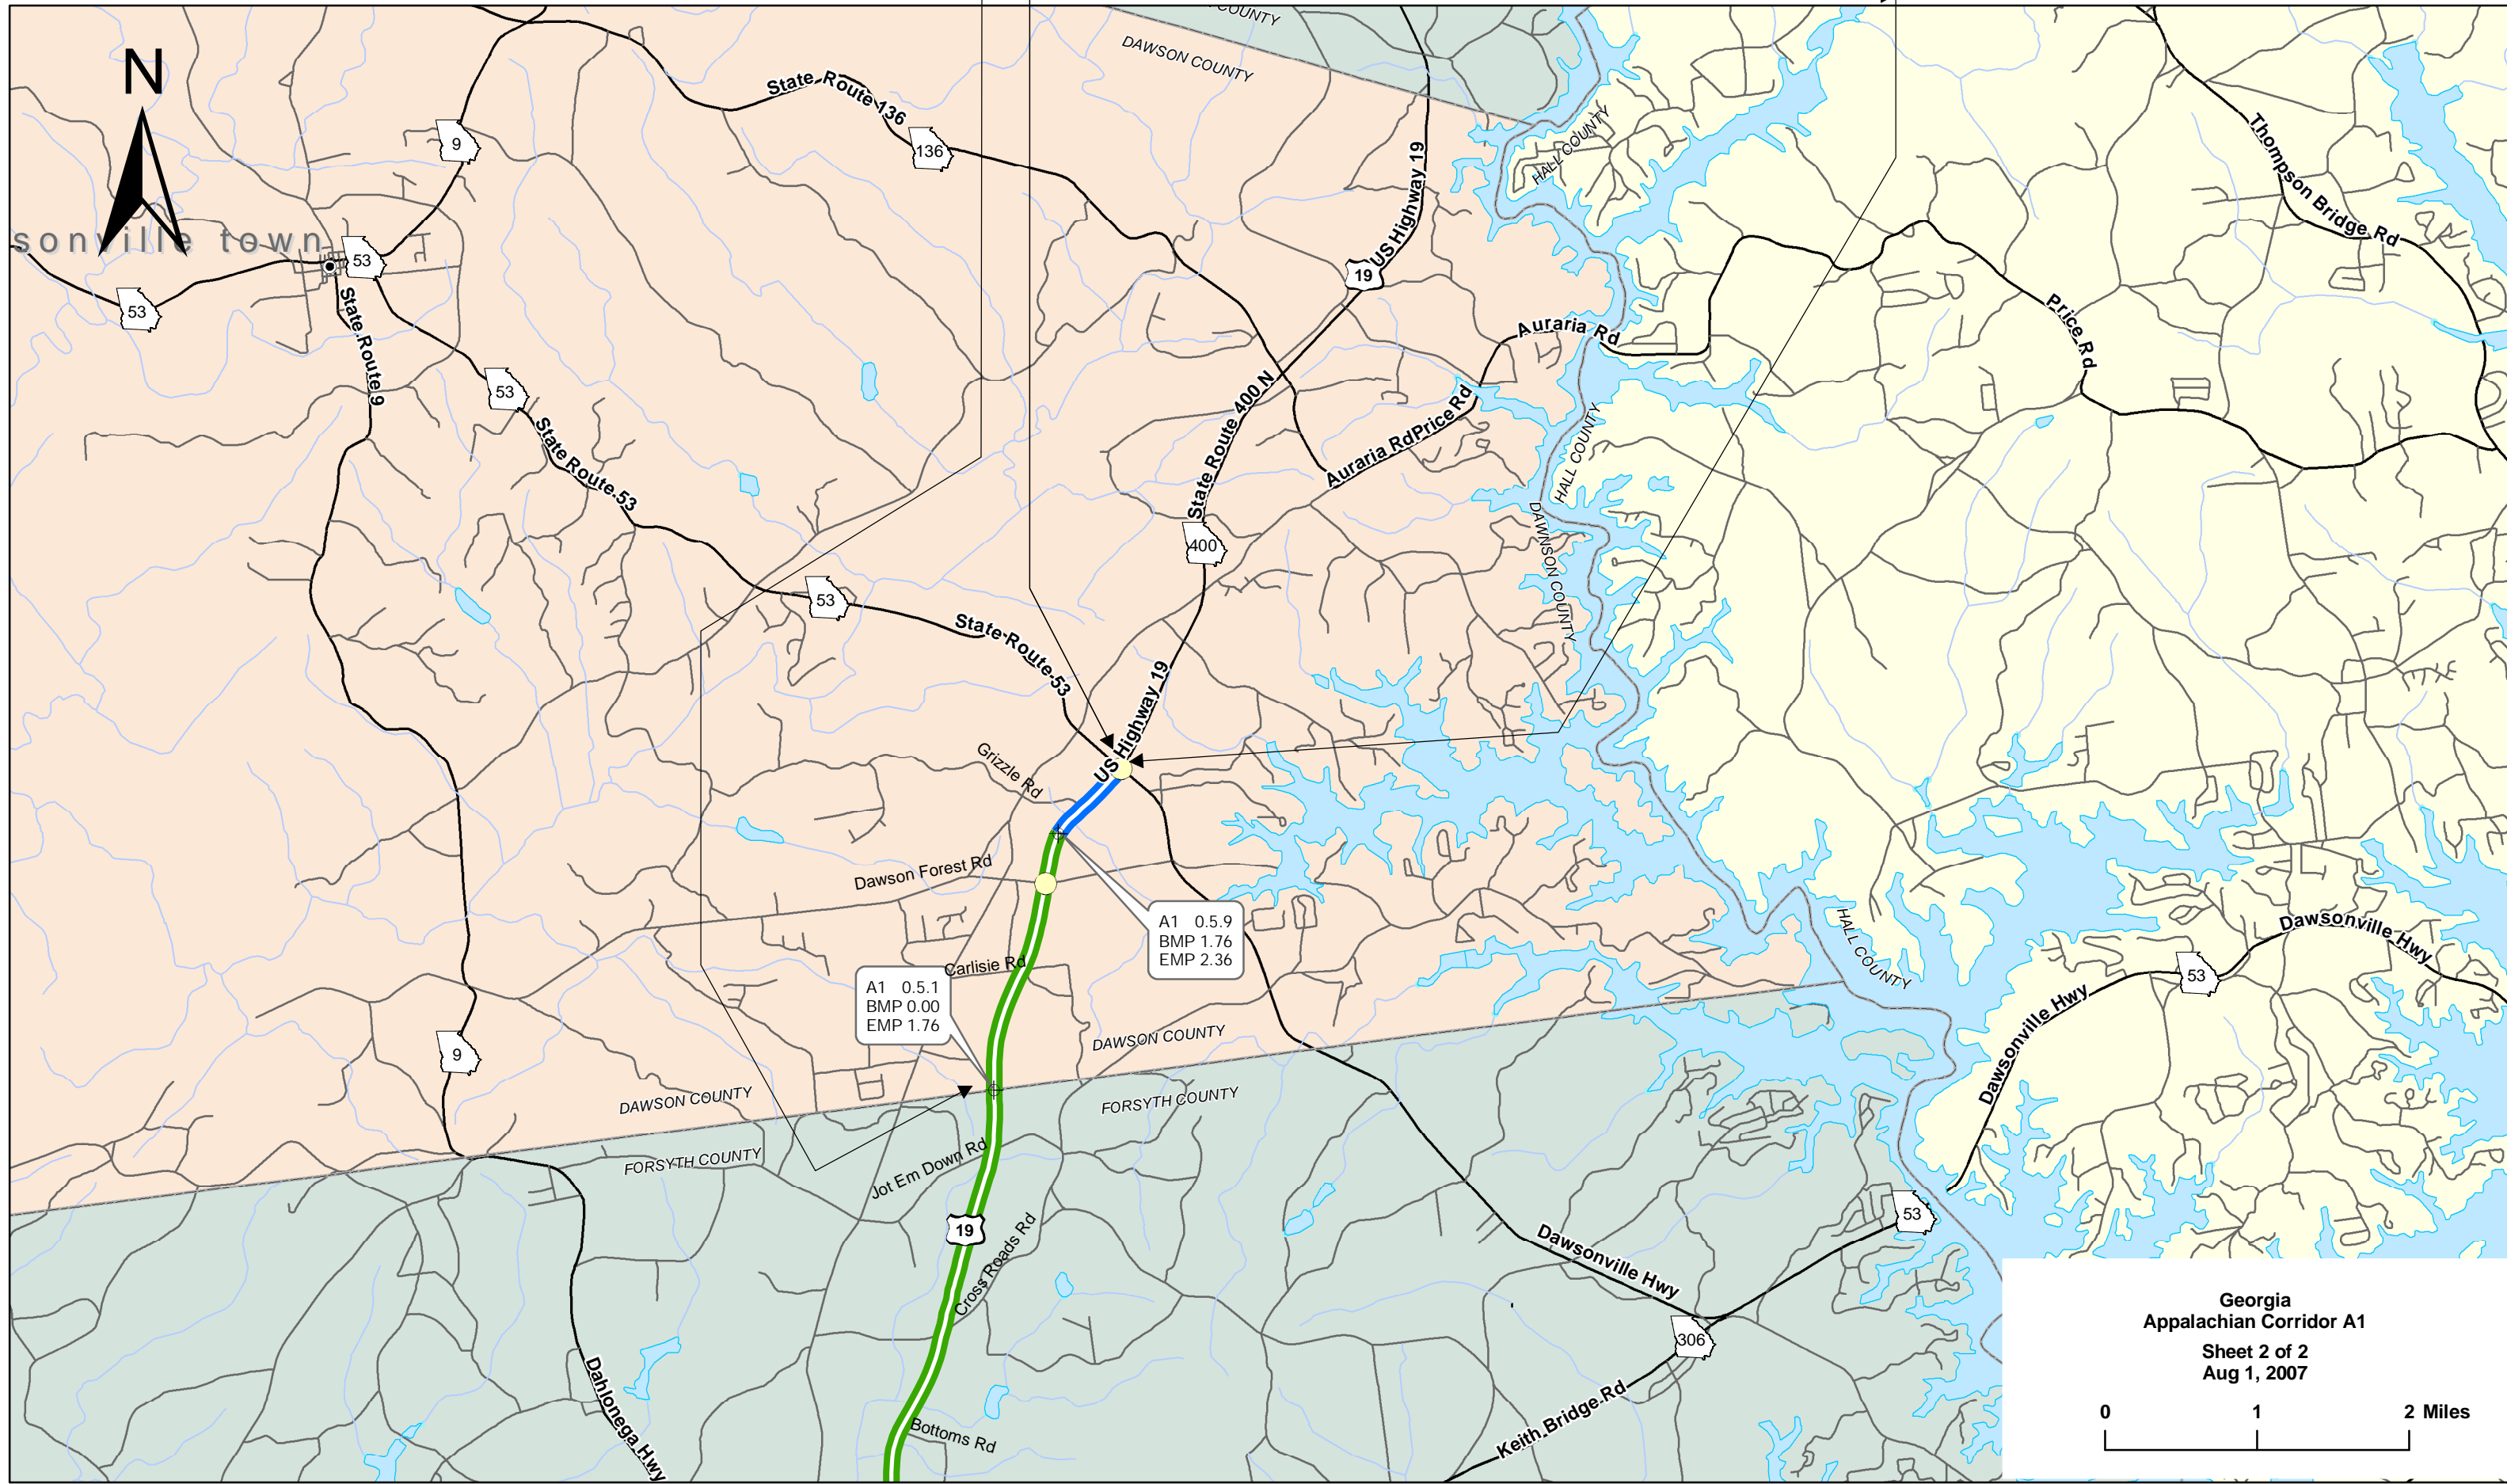 COUNTY
DAWSON COUNTY
N
State Route 136
136
9
HALL COUNTY
Thompson Bridge Rd
US Highway 19
19
sonville town
53
53
State Route 9
Auraria Rd
Price Rd
53
State Route 53
State Route 400 N
Auraria Rd
Price Rd
HALL COUNTY
400
DAWNSON COUNTY
53
State Route 53
US Highway 19
Grizzle Rd
Dawson Forest Rd
A1 0.5.9
BMP 1.76
EMP 2.36
Carlisie Rd
A1 0.5.1
BMP 0.00
EMP 1.76
HALL COUNTY
Dawsonville Hwy
53
Dawsonville Hwy
9
DAWSON COUNTY
DAWSON COUNTY
FORSYTH COUNTY
FORSYTH COUNTY
Jot Em Down Rd
19
Cross Roads Rd
53
Dawsonville Hwy
306
Keith Bridge Rd
Dahlonega Hwy
Bottoms Rd
Georgia
Appalachian Corridor A1
Sheet 2 of 2
Aug 1, 2007
0 1 2 Miles